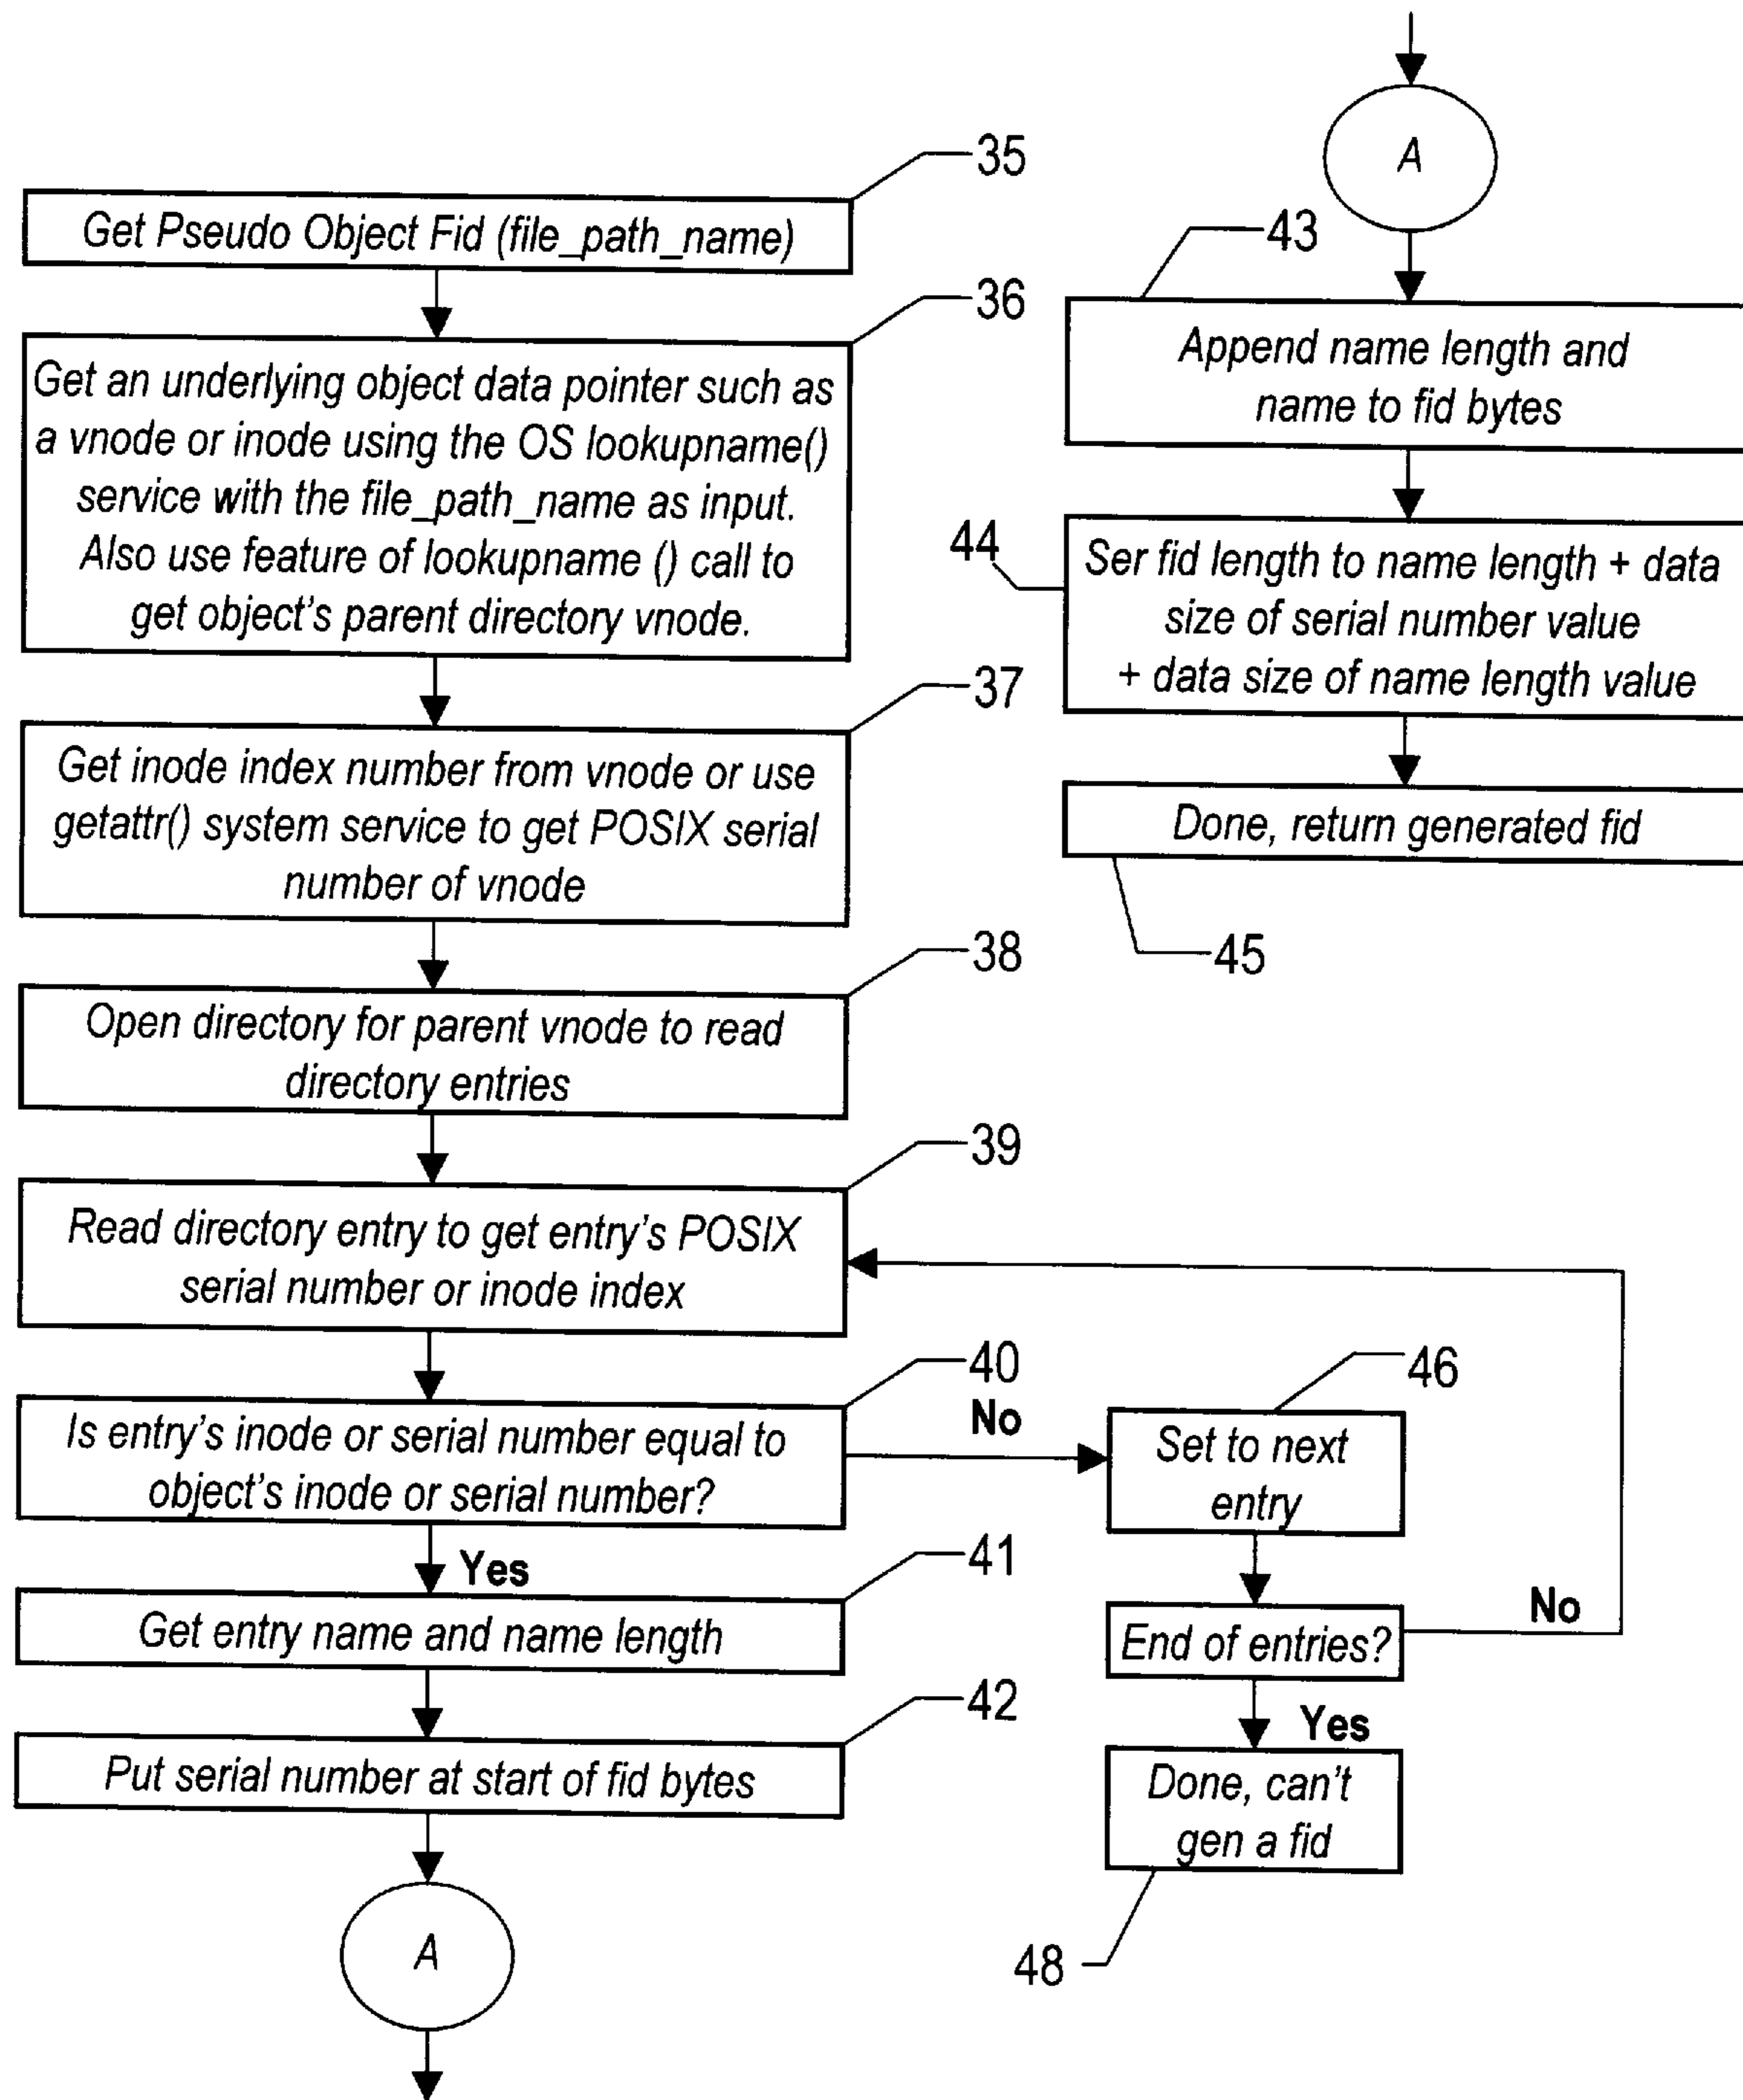 35
Get Pseudo Object Fid (file_path_name)
36
Get an underlying object data pointer such as
a vnode or inode using the OS lookupname()
service with the file_path_name as input.
Also use feature of lookupname () call to
get object's parent directory vnode.
37
Get inode index number from vnode or use
getattr() system service to get POSIX serial
number of vnode
38
Open directory for parent vnode to read
directory entries
39
Read directory entry to get entry's POSIX
serial number or inode index
40
Is entry's inode or serial number equal to
object's inode or serial number?
No
46
Set to next
entry
End of entries?
No
Yes
Done, can't
gen a fid
48
Yes
41
Get entry name and name length
42
Put serial number at start of fid bytes
A
A
43
Append name length and
name to fid bytes
44
Ser fid length to name length + data
size of serial number value
+ data size of name length value
Done, return generated fid
45